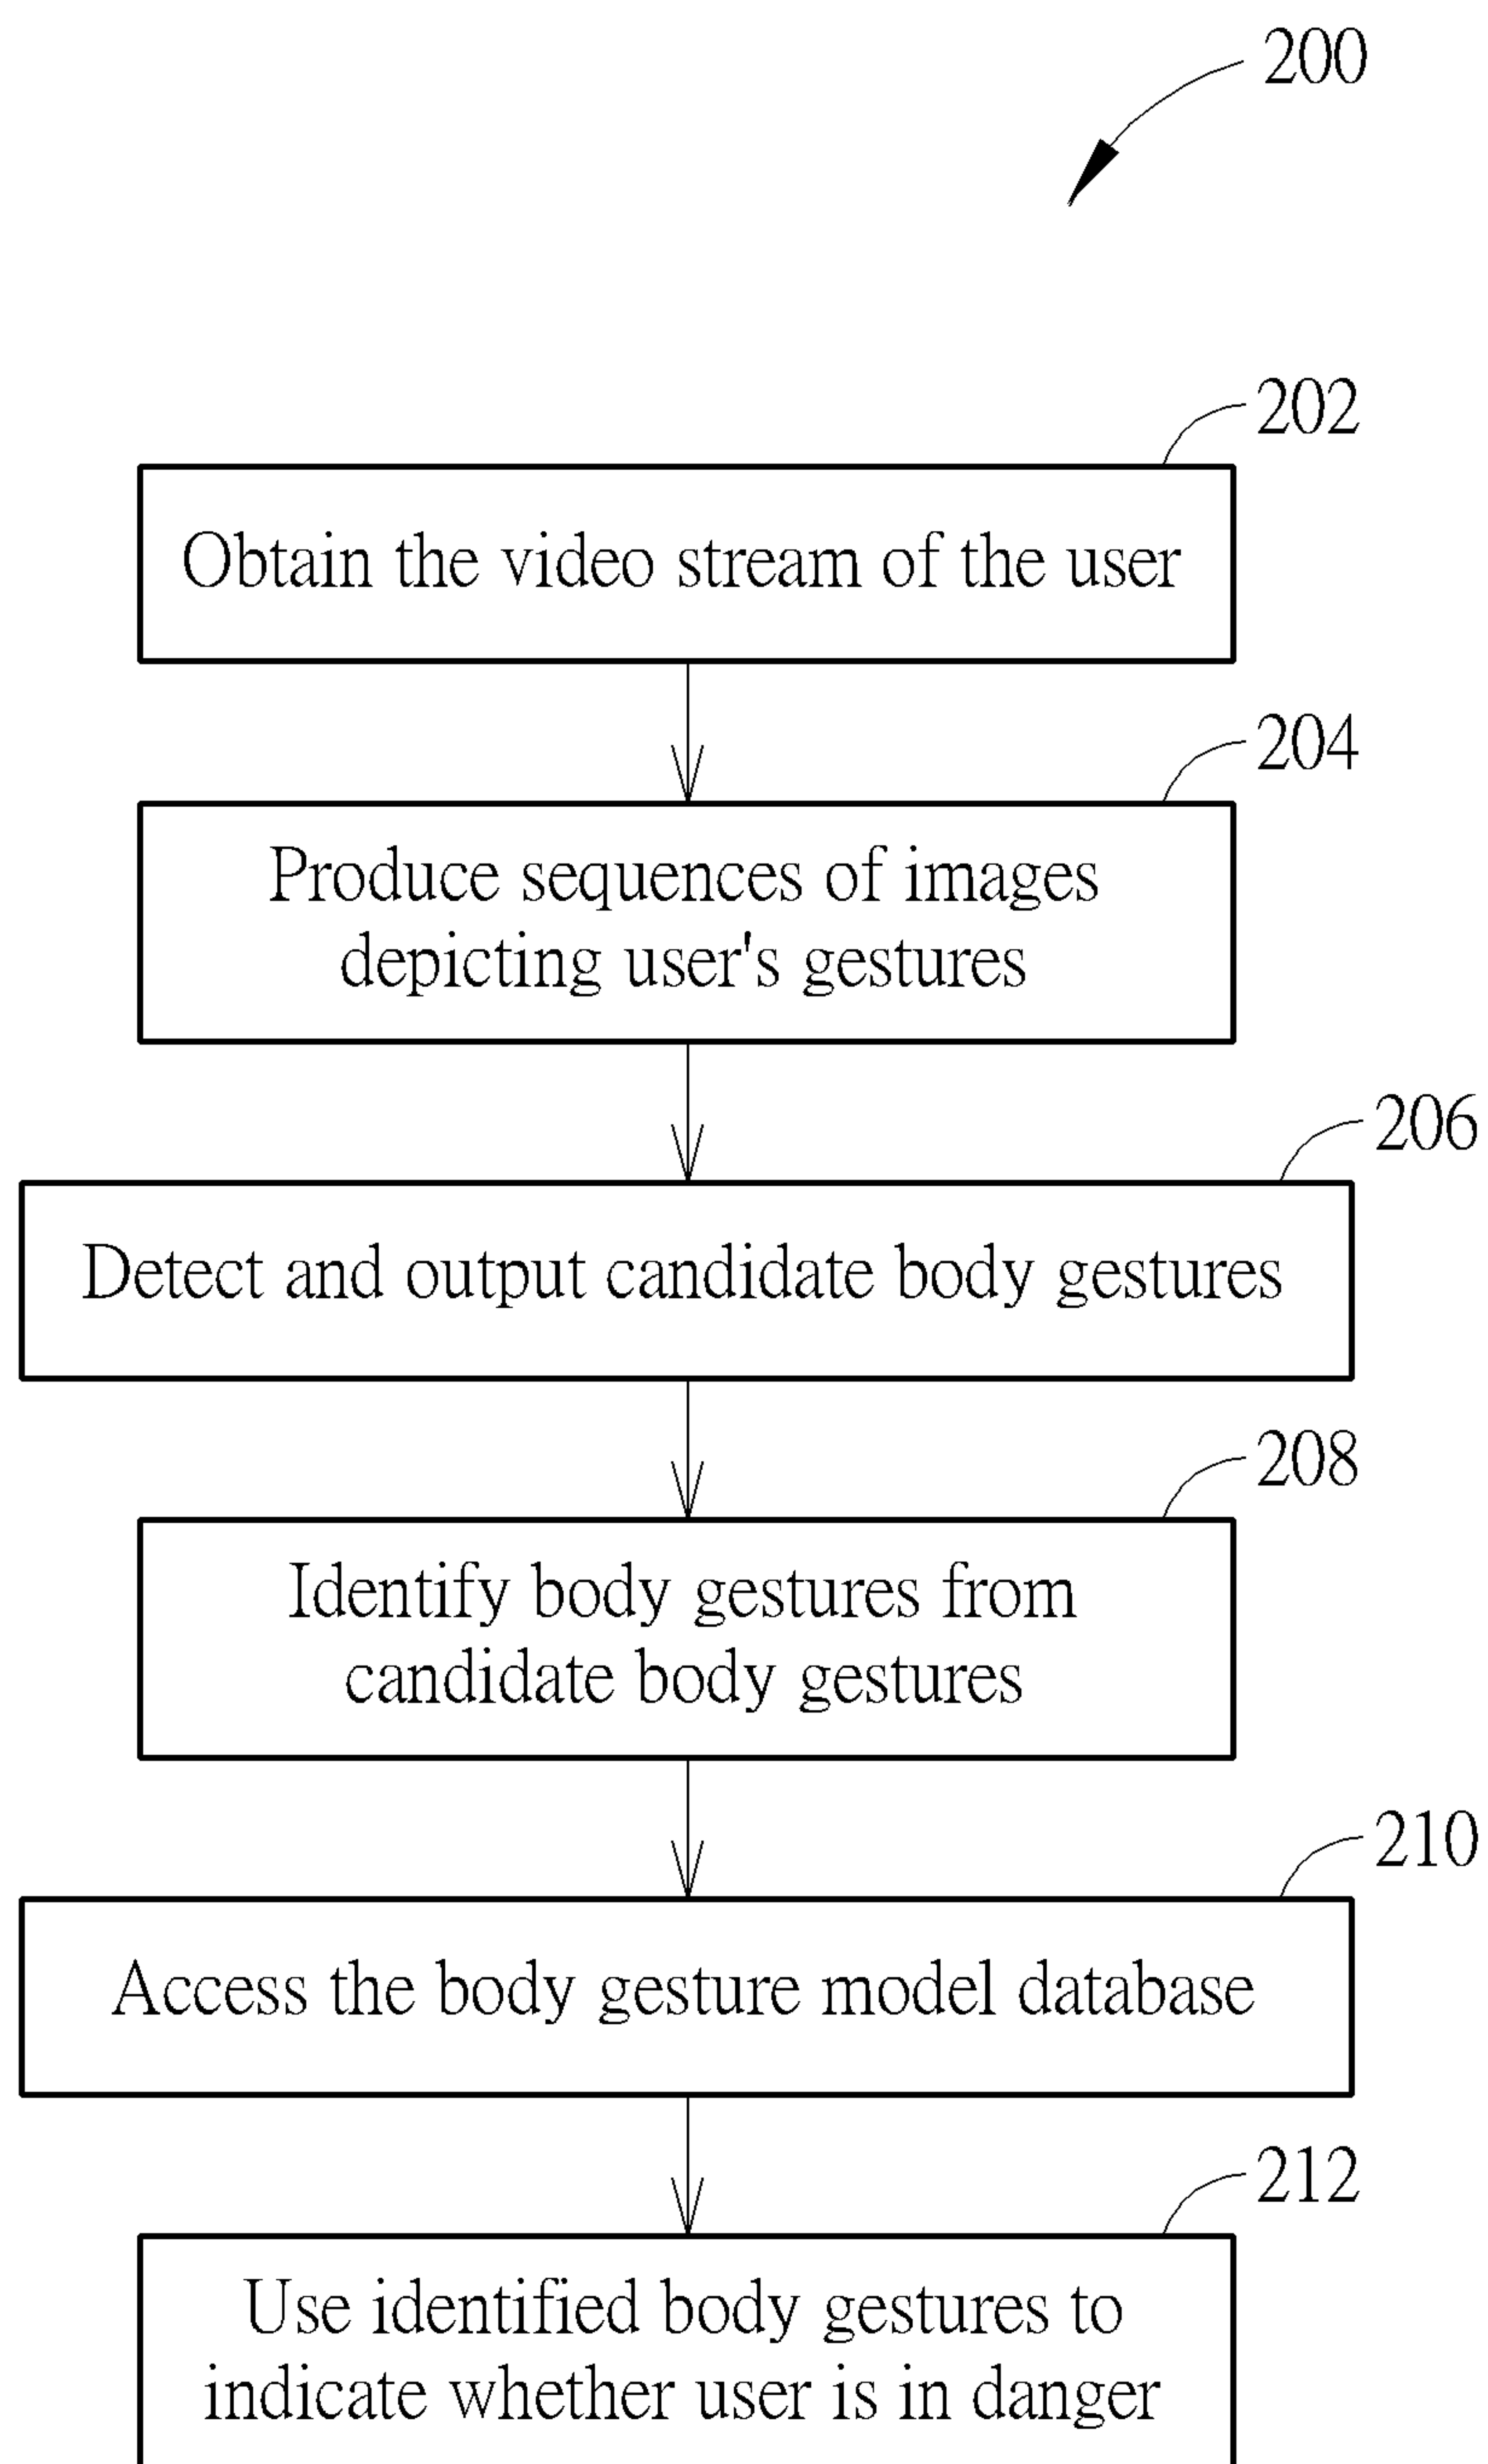 200
202
Obtain the video stream of the user
204
Produce sequences of images
depicting user's gestures
206
Detect and output candidate body gestures
208
Identify body gestures from
candidate body gestures
210
Access the body gesture model database
212
Use identified body gestures to
indicate whether user is in danger